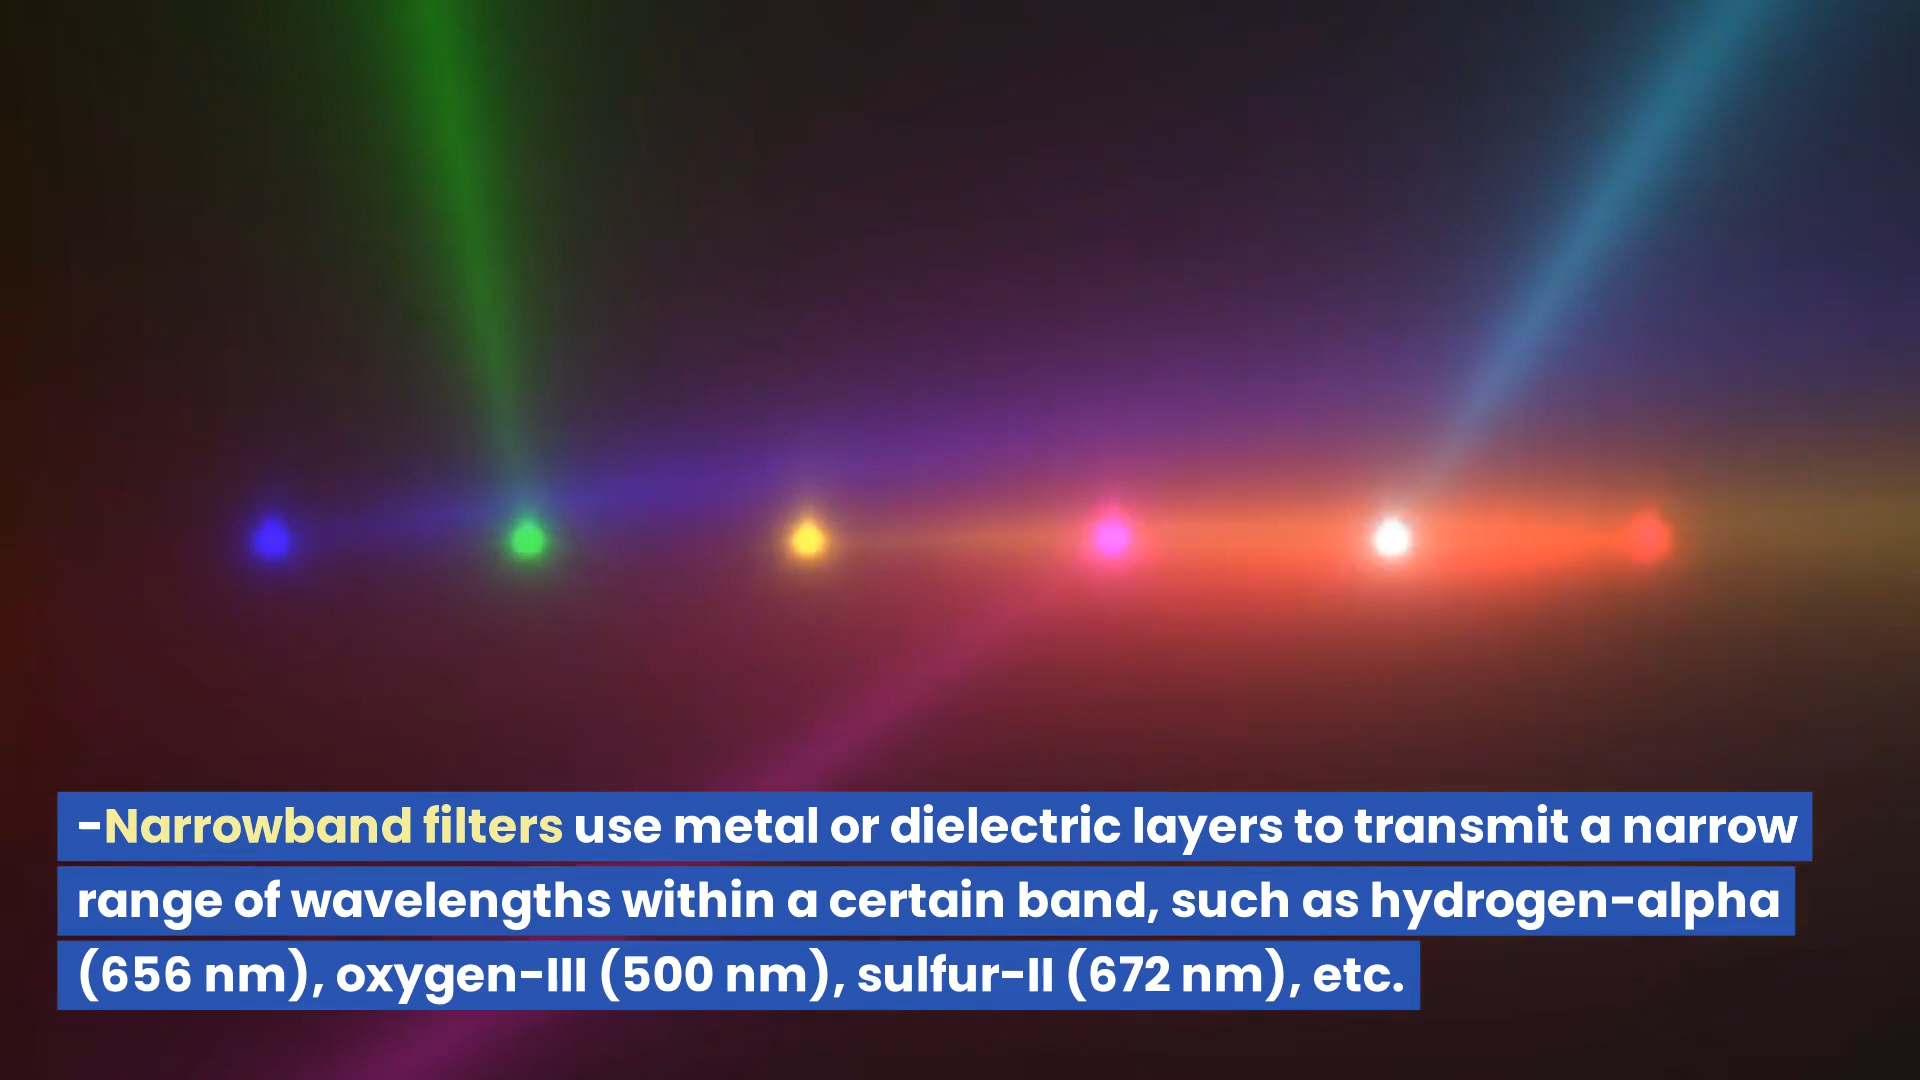 -Narrowband filters use metal or dielectric layers to transmit a narrow
range of wavelengths within a certain band, such as hydrogen-alpha
(656 nm), oxygen-III (500 nm), sulfur-II (672 nm), etc.